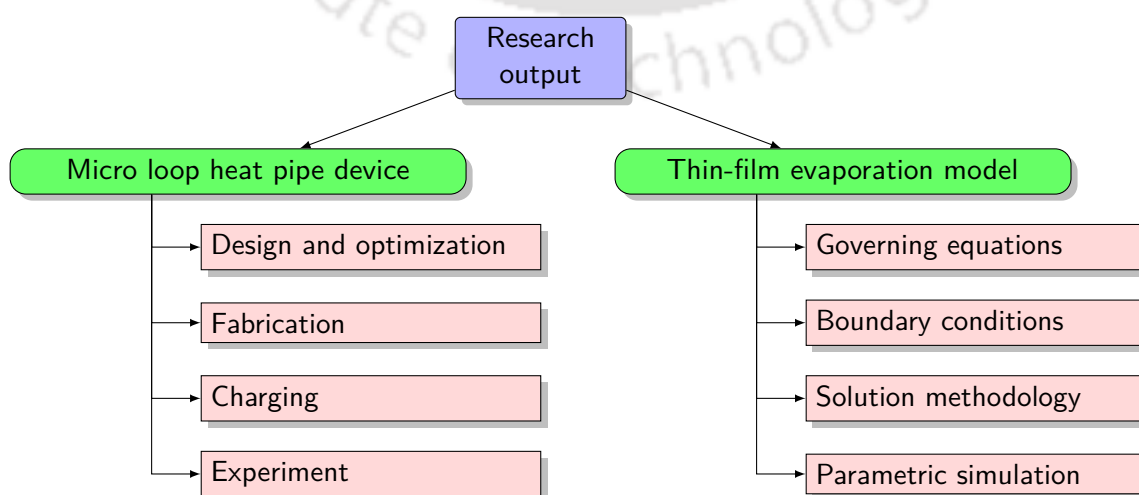 Research
output
Micro loop heat pipe device
Thin-film evaporation model
Design and optimization
Fabrication
Charging
Experiment
Governing equations
Boundary conditions
Solution methodology
Parametric simulation